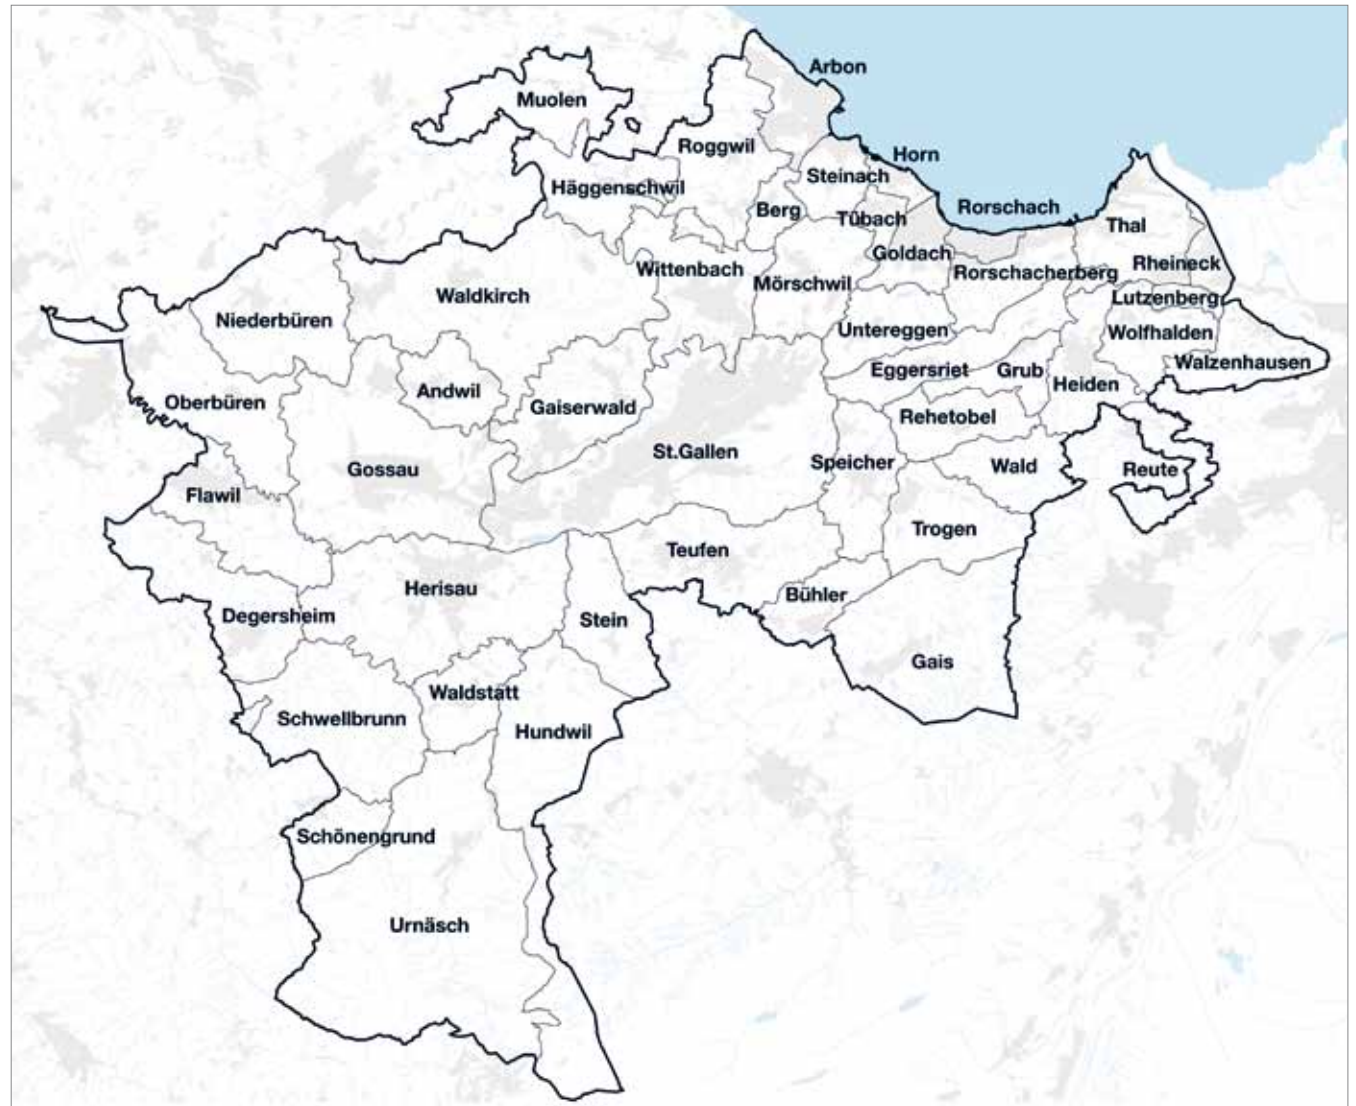 Arbon
Muolen
Roggwil
Horn
Steinach
Häggenschwil
Berg
Rorschach
Tübach
Thal
Goldach
Rheineck
Wittenbach
Rorschacherberg
Mörschwil
Waldkirch
Lutzenberg
Niederbüren
Untereggen
Wolfhalden
Walzenhausen
Eggersriet
Grub
Heiden
Andwil
Oberbüren
Gaiserwald
Rehetobel
St.Gallen
Speicher
Wald
Gossau
Reute
Flawil
Trogen
Teufen
Herisau
Bühler
Degersheim
Stein
Gais
Waldstatt
Schwellbrunn
Hundwil
Schönengrund
Urnäsch